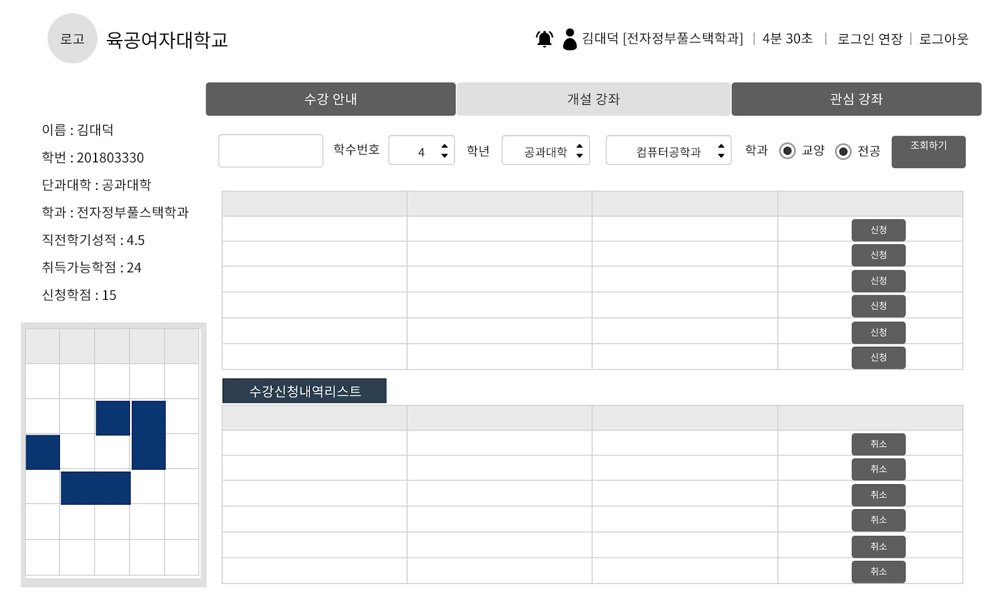 로고 육공여자대학교
김대덕 [전자정부풀스택학과] | 4분 30초 | 로그인 연장 | 로그아웃
수강 안내 개설 강좌 관심 강좌
이름 : 김대덕
학번 : 201803330
단과대학 : 공과대학
학과 : 전자정부풀스택학과
직전학기성적 : 4.5
취득가능학점 : 24
신청학점 : 15
학수번호 4 학년 공과대학 컴퓨터공학과 학과 교양 전공 조회하기
신청
신청
신청
신청
신청
신청
수강신청내역리스트
취소
취소
취소
취소
취소
취소